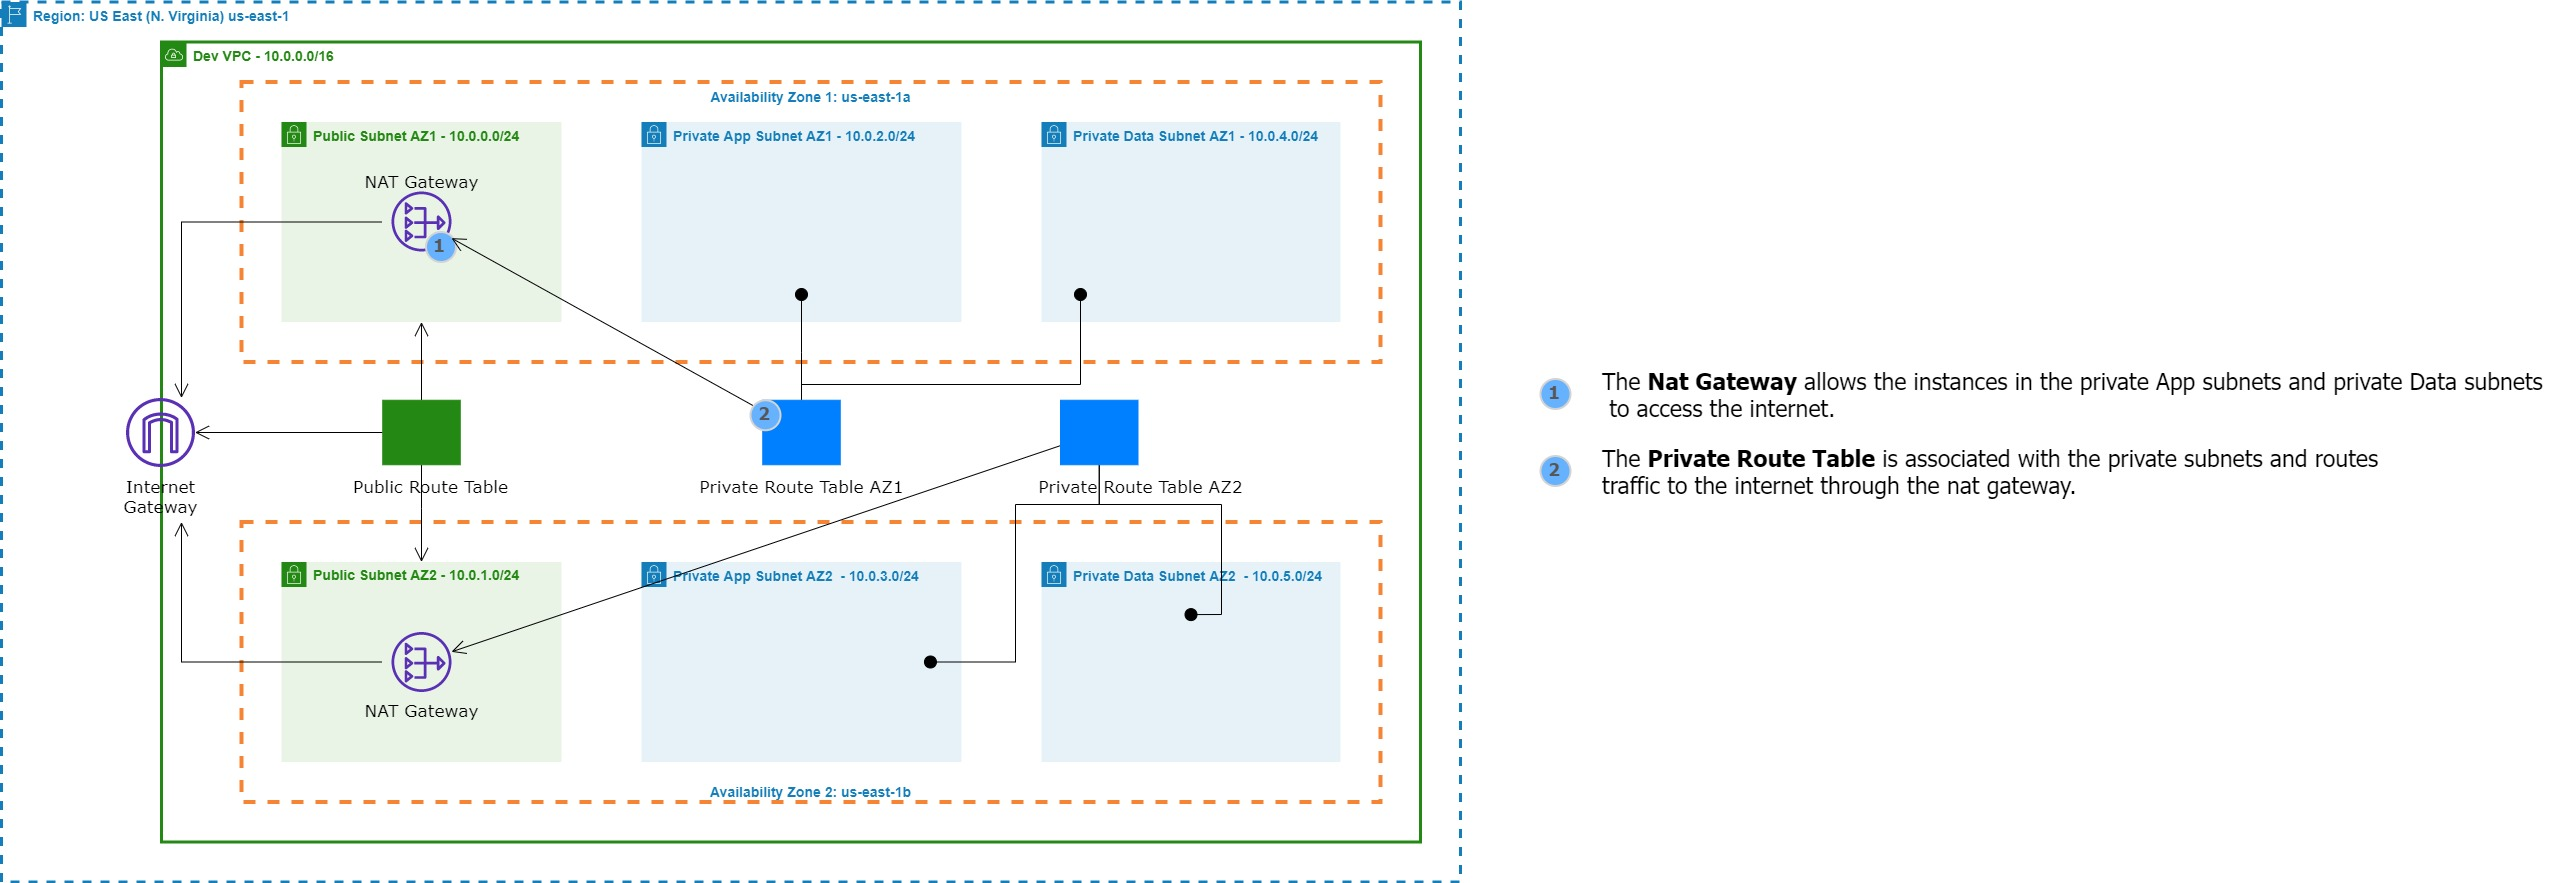 Region: US East (N. Virginia) us-east-1
Dev VPC - 10.0.0.0/16
Availability Zone 1: us-east-1a
Public Subnet AZ1 - 10.0.0.0/24
Private App Subnet AZ1 - 10.0.2.0/24
Private Data Subnet AZ1 - 10.0.4.0/24
NAT Gateway
1
2
Internet
Gateway
Public Route Table
Private Route Table AZ1
Private Route Table AZ2
Public Subnet AZ2 - 10.0.1.0/24
Private App Subnet AZ2 - 10.0.3.0/24
Private Data Subnet AZ2 - 10.0.5.0/24
NAT Gateway
Availability Zone 2: us-east-1b
1
The Nat Gateway allows the instances in the private App subnets and private Data subnets
to access the internet.
2
The Private Route Table is associated with the private subnets and routes
traffic to the internet through the nat gateway.